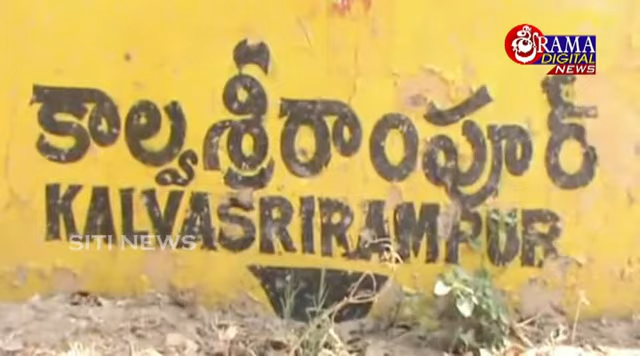 శ్రీ RAMA
DIGITAL
NEWS
కాల్వశ్రీరాంపూర్
KALVASRIRAMPUR
SITI NEWS